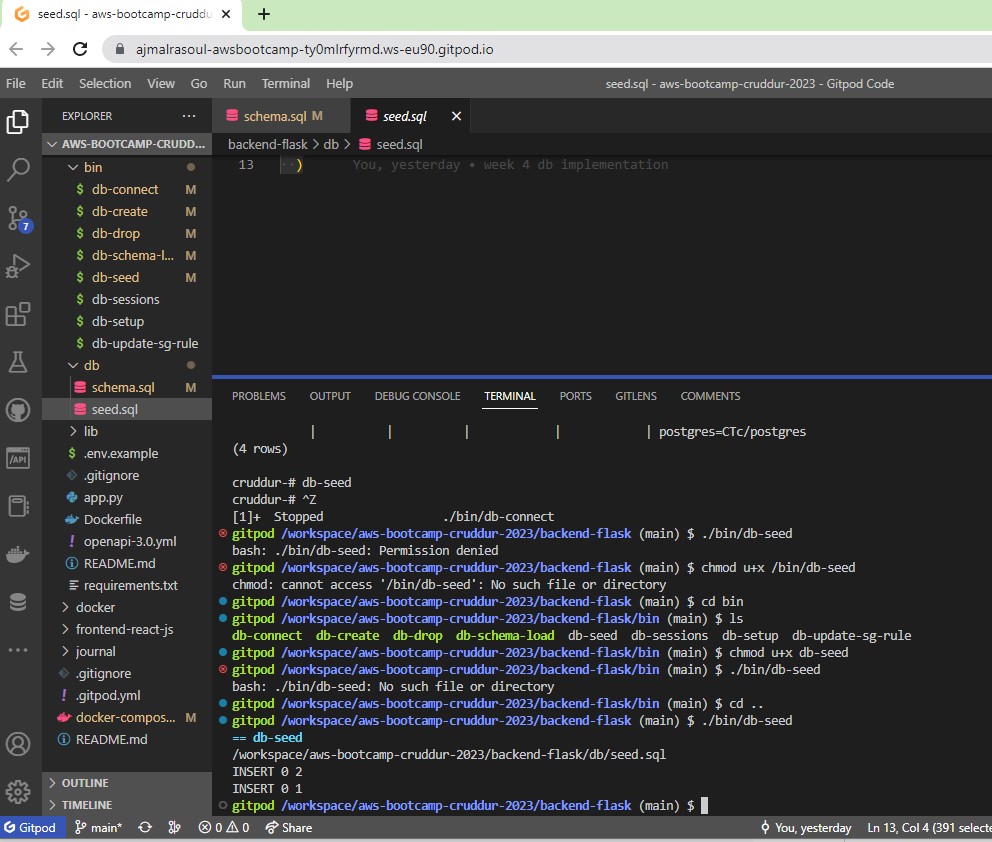 seed.sql - aws-bootcamp-cruddu
ajmalrasoul-awsbootcamp-ty0mlrfyrmd.ws-eu90.gitpod.io
File Edit Selection View Go Run Terminal Help
seed.sql - aws-bootcamp-cruddur-2023 - Gitpod Code
EXPLORER
AWS-BOOTCAMP-CRUDD...
bin
$ db-connect M
$ db-create M
$ db-drop M
$ db-schema-l... M
$ db-seed M
$ db-sessions
$ db-setup
$ db-update-sg-rule
db
schema.sql M
seed.sql
lib
$ .env.example
.gitignore
app.py
Dockerfile
! openapi-3.0.yml
README.md
requirements.txt
docker
frontend-react-js
journal
.gitignore
! .gitpod.yml
docker-compos... M
README.md
OUTLINE
TIMELINE
7
/API
schema.sql M seed.sql
backend-flask > db > seed.sql
13 ) You, yesterday • week 4 db implementation
PROBLEMS OUTPUT DEBUG CONSOLE TERMINAL PORTS GITLENS COMMENTS
| | | | | postgres=CTc/postgres
(4 rows)
cruddur-# db-seed
cruddur-# ^Z
[1]+ Stopped ./bin/db-connect
gitpod /workspace/aws-bootcamp-cruddur-2023/backend-flask (main) $ ./bin/db-seed
bash: ./bin/db-seed: Permission denied
gitpod /workspace/aws-bootcamp-cruddur-2023/backend-flask (main) $ chmod u+x /bin/db-seed
chmod: cannot access '/bin/db-seed': No such file or directory
gitpod /workspace/aws-bootcamp-cruddur-2023/backend-flask (main) $ cd bin
gitpod /workspace/aws-bootcamp-cruddur-2023/backend-flask/bin (main) $ ls
db-connect db-create db-drop db-schema-load db-seed db-sessions db-setup db-update-sg-rule
gitpod /workspace/aws-bootcamp-cruddur-2023/backend-flask/bin (main) $ chmod u+x db-seed
gitpod /workspace/aws-bootcamp-cruddur-2023/backend-flask/bin (main) $ ./bin/db-seed
bash: ./bin/db-seed: No such file or directory
gitpod /workspace/aws-bootcamp-cruddur-2023/backend-flask/bin (main) $ cd ..
gitpod /workspace/aws-bootcamp-cruddur-2023/backend-flask (main) $ ./bin/db-seed
== db-seed
/workspace/aws-bootcamp-cruddur-2023/backend-flask/db/seed.sql
INSERT 0 2
INSERT 0 1
gitpod /workspace/aws-bootcamp-cruddur-2023/backend-flask (main) $
Gitpod main* 0 0 Share You, yesterday Ln 13, Col 4 (391 selecte